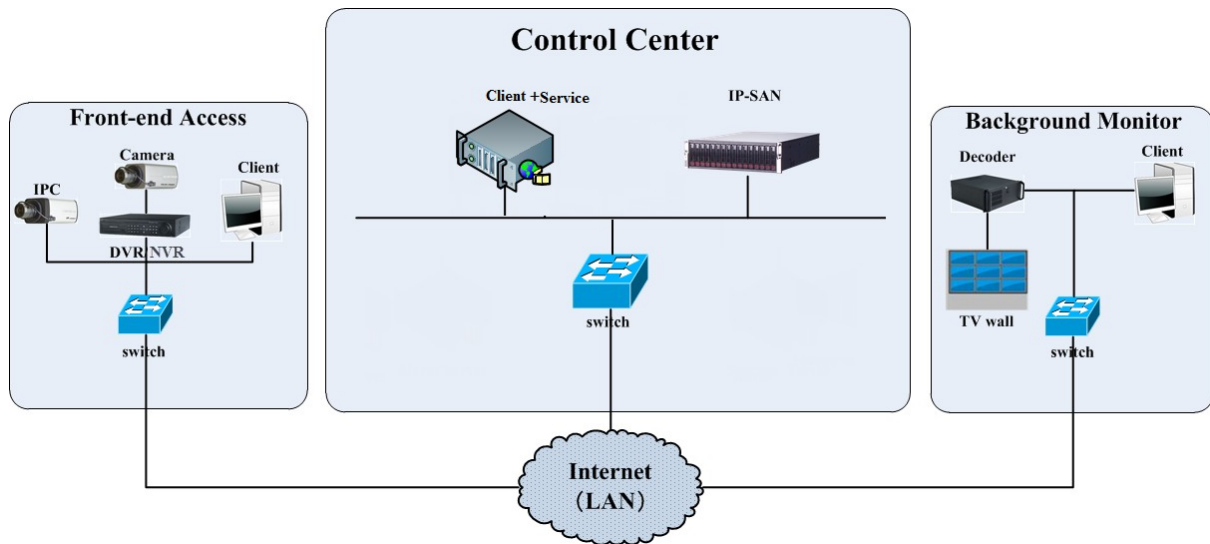 Control Center
Client +Service
IP-SAN
switch
Front-end Access
Camera
Client
IPC
DVR/NVR
switch
Background Monitor
Decoder
Client
TV wall
switch
Internet
(LAN)